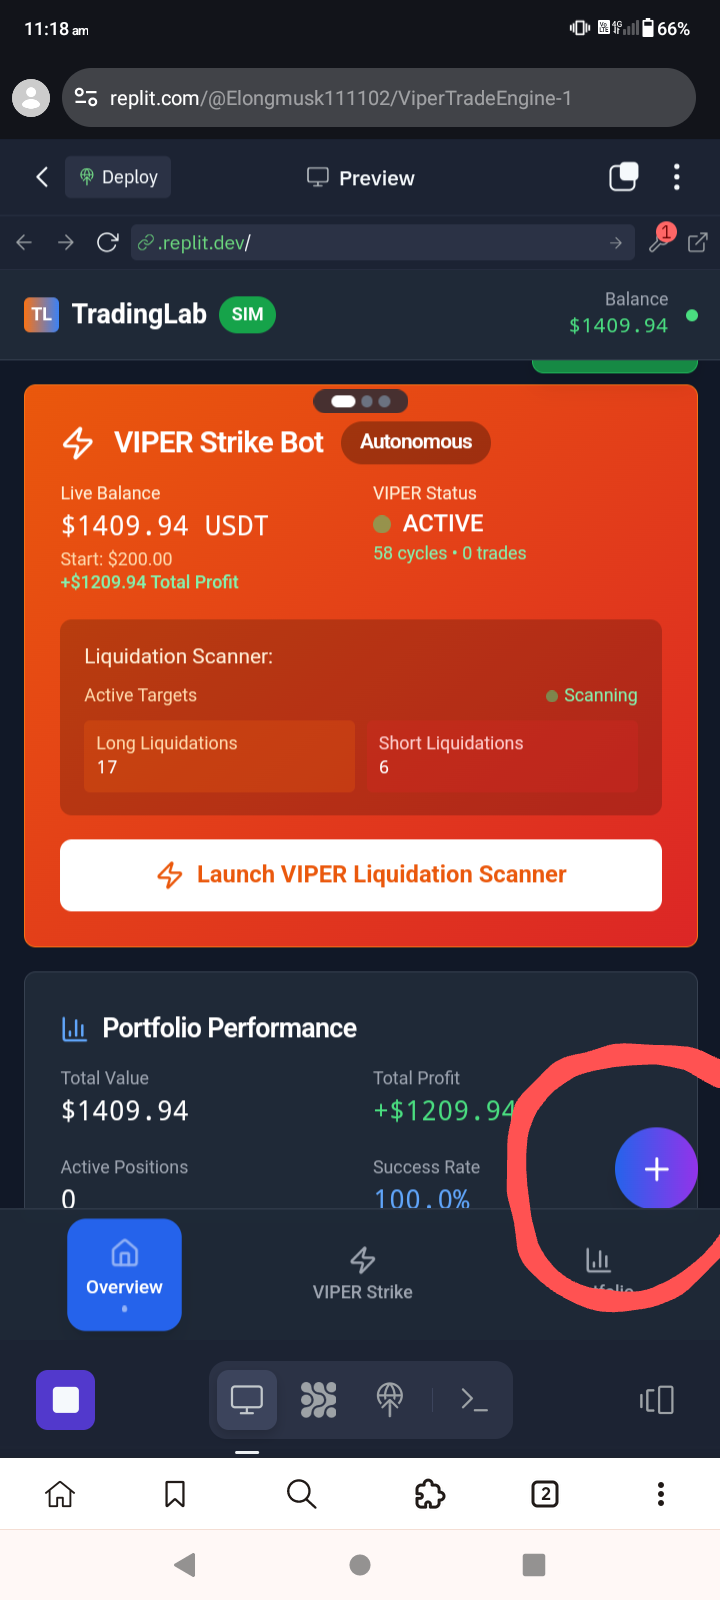 11:18 am
4G
66%
replit.com/@Elongmusk111102/ViperTradeEngine-1
Deploy
Preview
.replit.dev/
1
TL TradingLab SIM
Balance
$1409.94
VIPER Strike Bot Autonomous
Live Balance
$1409.94 USDT
Start: $200.00
+$1209.94 Total Profit
VIPER Status
ACTIVE
58 cycles • 0 trades
Liquidation Scanner:
Active Targets
Scanning
Long Liquidations
17
Short Liquidations
6
Launch VIPER Liquidation Scanner
Portfolio Performance
Total Value
$1409.94
Total Profit
+$1209.94
Active Positions
0
Success Rate
100.0%
Overview
VIPER Strike
2